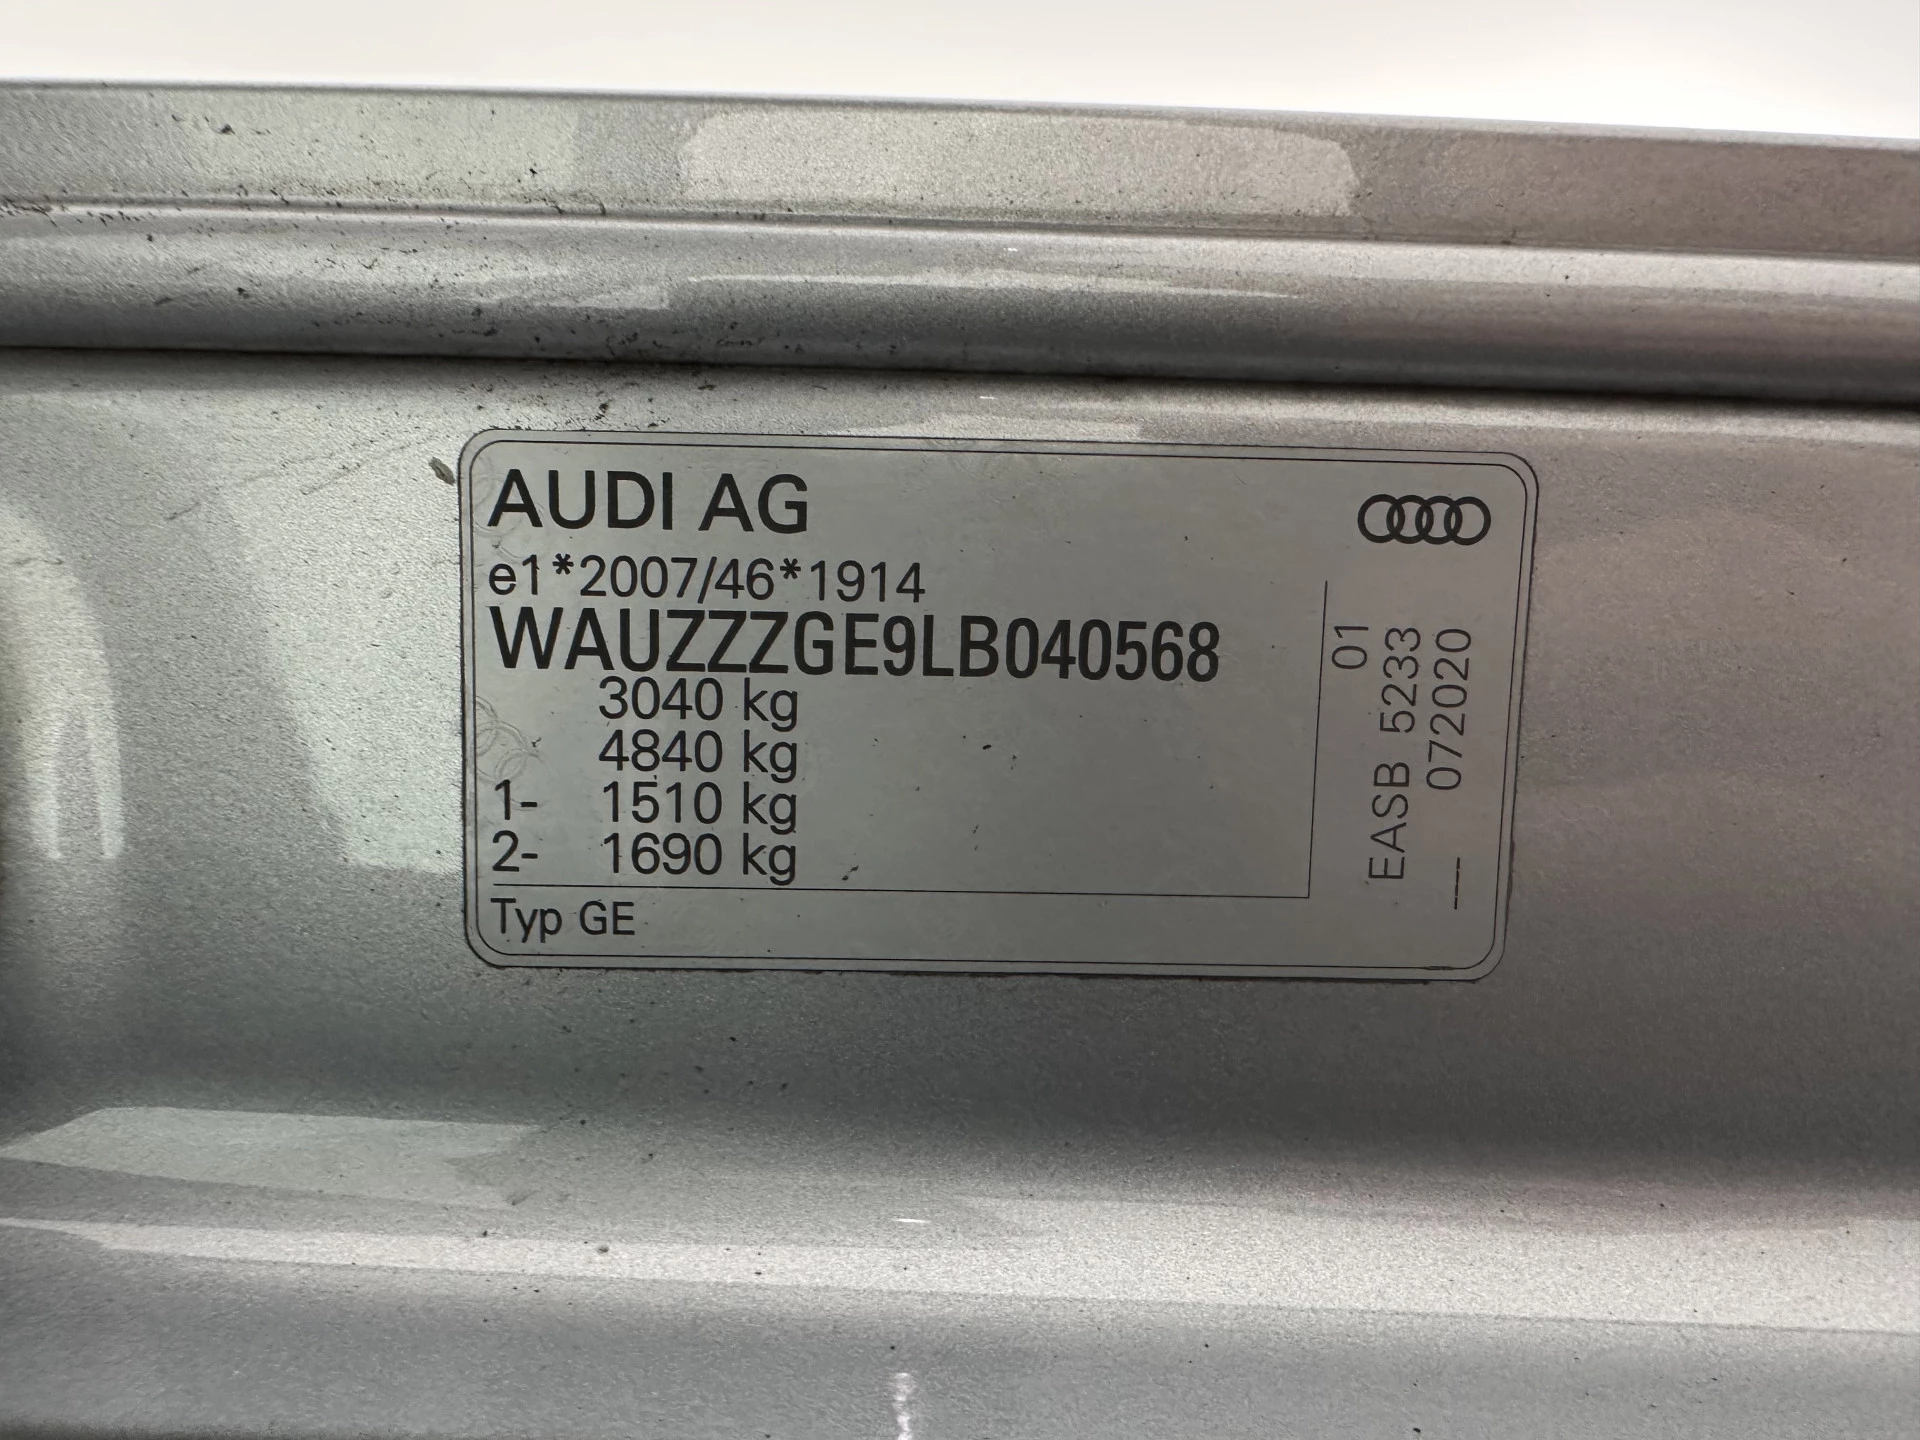 AUDI AG
e1*2007/46*1914
WAUZZZGE9LB040568
3040 kg
4840 kg
1- 1510 kg
2- 1690 kg
Typ GE
01
EASB 5233
---- 072020